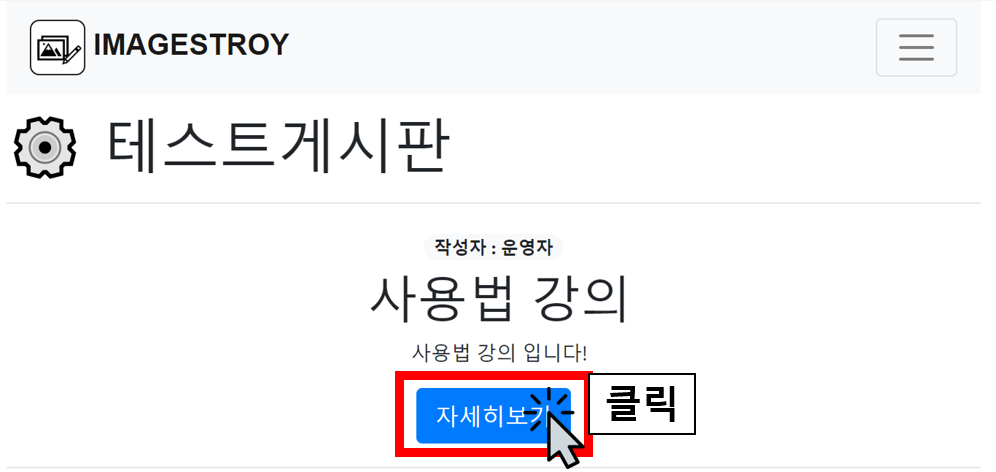 IMAGESTROY
테스트게시판
작성자 : 운영자
사용법 강의
사용법 강의 입니다!
자세히보기
클릭